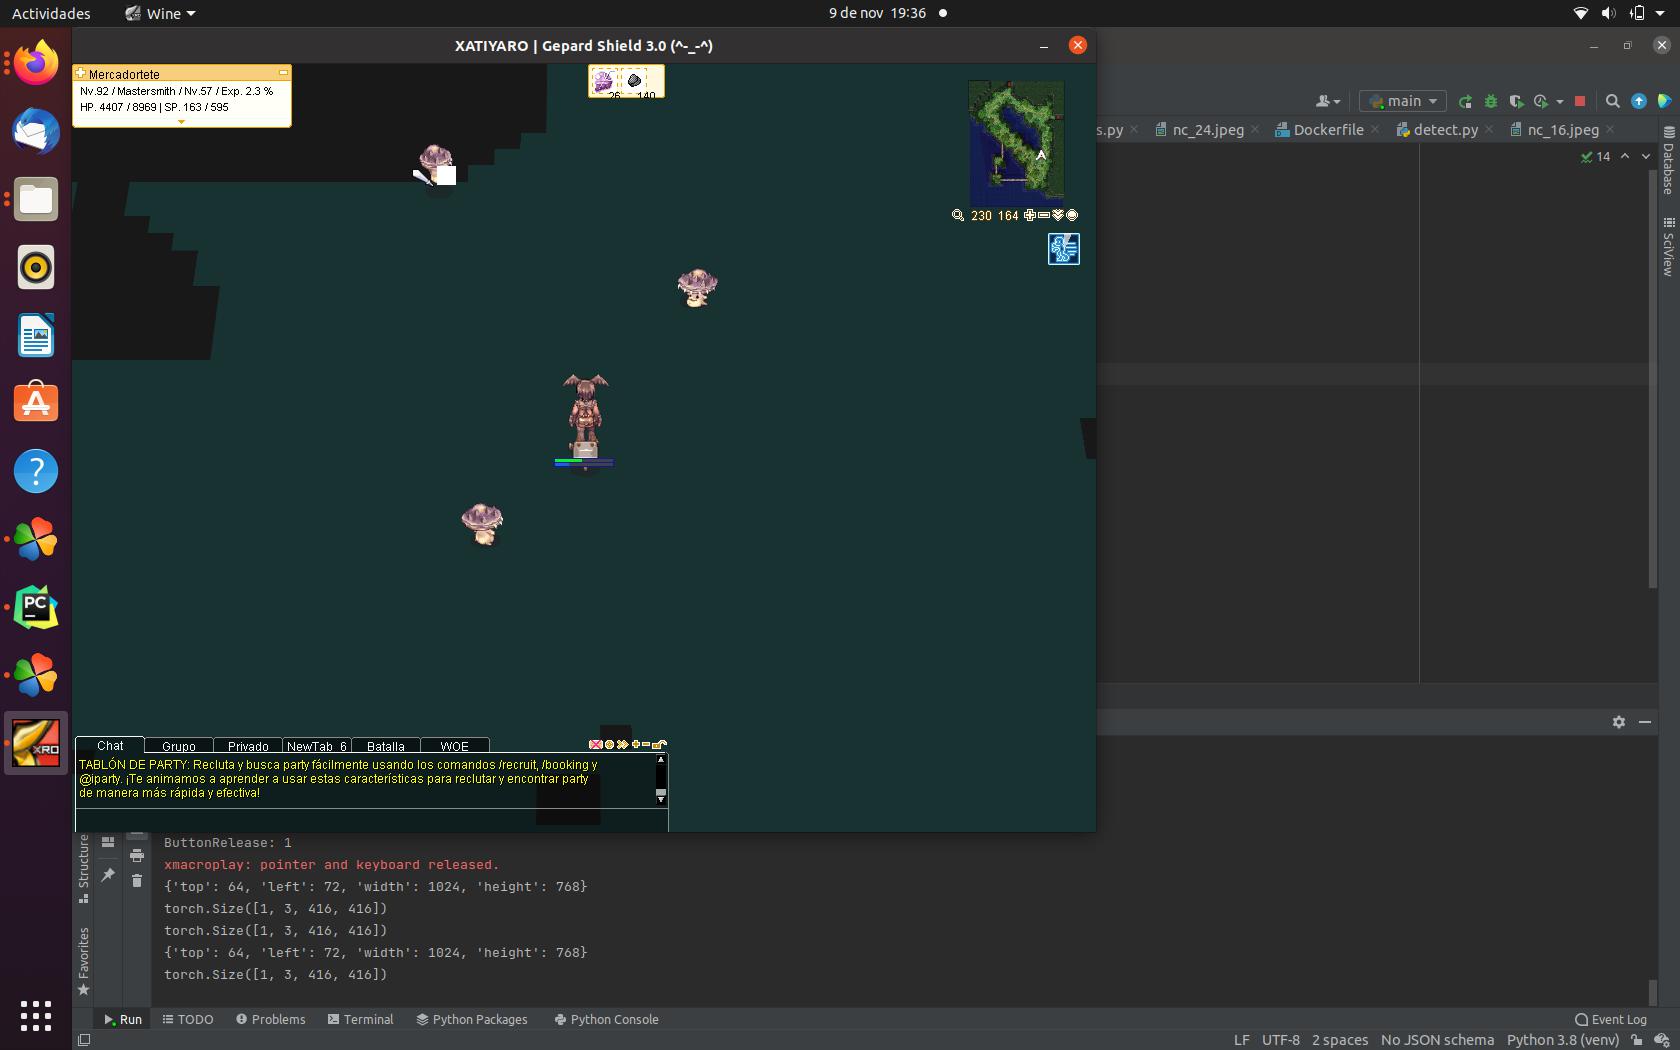 Actividades
Wine
9 de nov 19:36
XATIYARO | Gepard Shield 3.0 (^-_-^)
Mercadortete
Nv.92 / Mastersmith / Nv.57 / Exp. 2.3 %
HP. 4407 / 8969 | SP. 163 / 595
26 140
230 164
main
s.py
nc_24.jpeg
Dockerfile
detect.py
nc_16.jpeg
14
Database
SciView
PC
XRO
Chat
Grupo
Privado
NewTab_6
Batalla
WOE
TABLÓN DE PARTY: Recluta y busca party fácilmente usando los comandos /recruit, /booking y
@iparty. ¡Te animamos a aprender a usar estas características para reclutar y encontrar party
de manera más rápida y efectiva!
Structure
Favorites
ButtonRelease: 1
xmacroplay: pointer and keyboard released.
{'top': 64, 'left': 72, 'width': 1024, 'height': 768}
torch.Size([1, 3, 416, 416])
torch.Size([1, 3, 416, 416])
{'top': 64, 'left': 72, 'width': 1024, 'height': 768}
torch.Size([1, 3, 416, 416])
Run
TODO
Problems
Terminal
Python Packages
Python Console
Event Log
LF UTF-8 2 spaces No JSON schema Python 3.8 (venv)